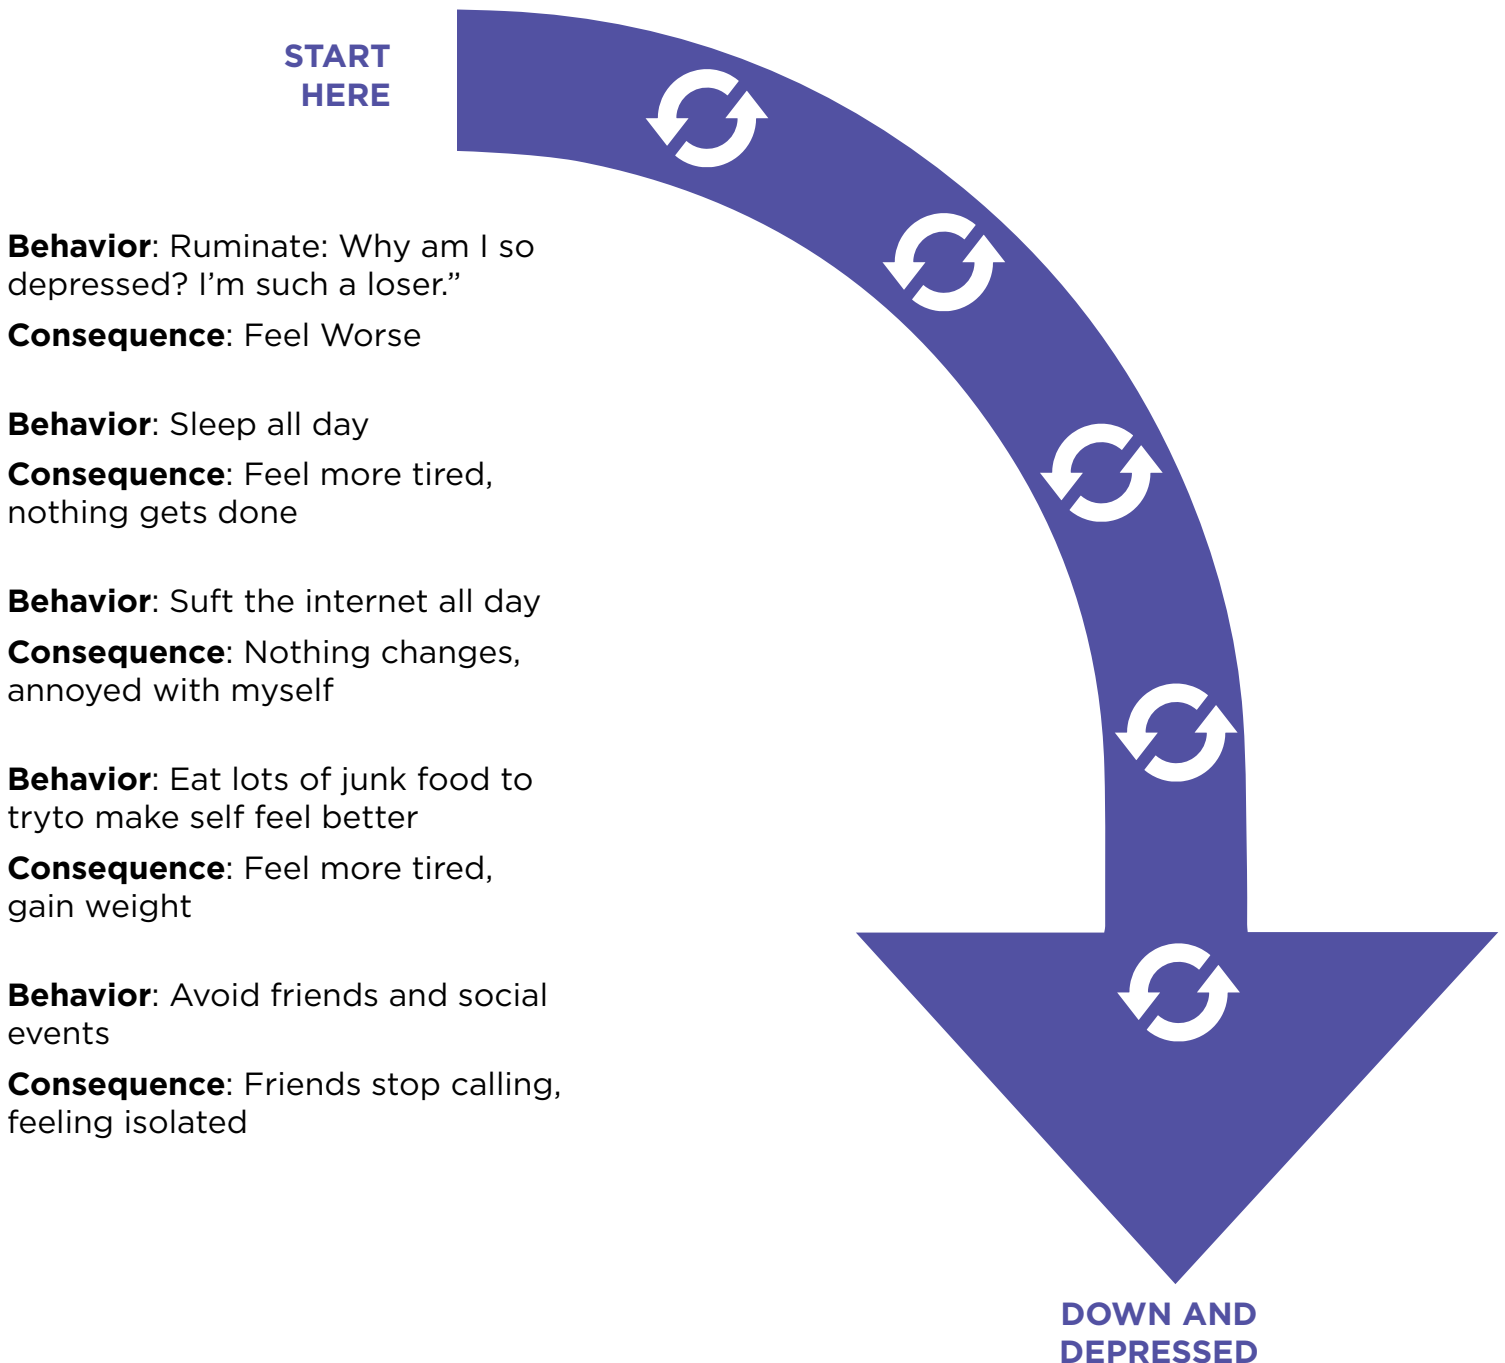 START
HERE
Behavior: Ruminate: Why am I so
depressed? I’m such a loser.”
Consequence: Feel Worse
Behavior: Sleep all day
Consequence: Feel more tired,
nothing gets done
Behavior: Suft the internet all day
Consequence: Nothing changes,
annoyed with myself
Behavior: Eat lots of junk food to
tryto make self feel better
Consequence: Feel more tired,
gain weight
Behavior: Avoid friends and social
events
Consequence: Friends stop calling,
feeling isolated
DOWN AND
DEPRESSED